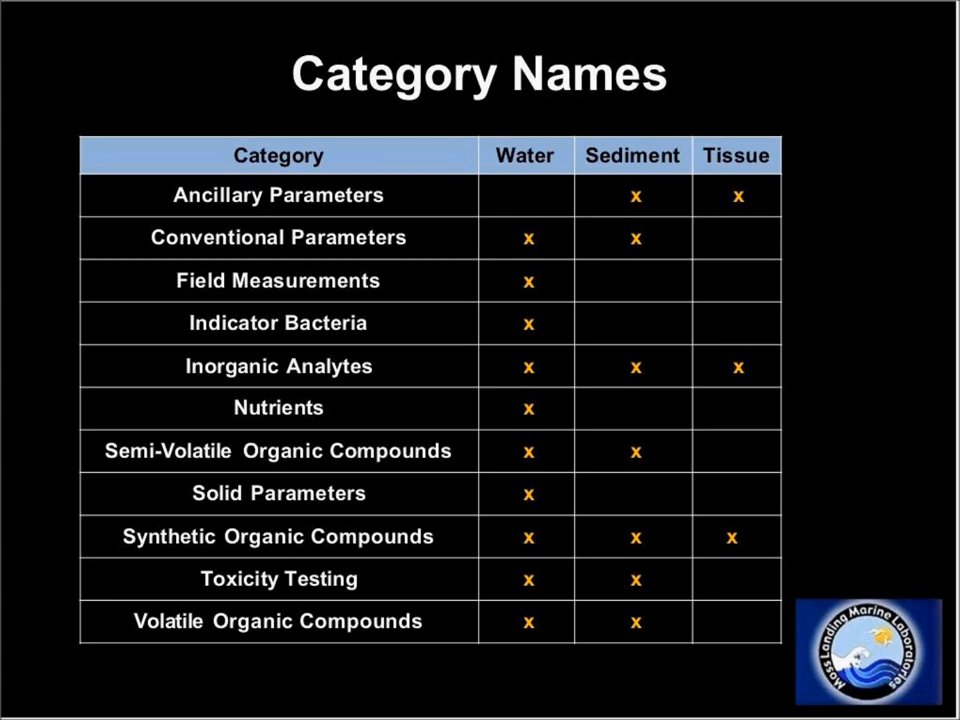 Category Names
Category Water Sediment Tissue
Ancillary Parameters x x
Conventional Parameters x x
Field Measurements x
Indicator Bacteria x
Inorganic Analytes x x x
Nutrients x
Semi-Volatile Organic Compounds x x
Solid Parameters x
Synthetic Organic Compounds x x x
Toxicity Testing x x
Volatile Organic Compounds x x
Moss Landing Marine Laboratories